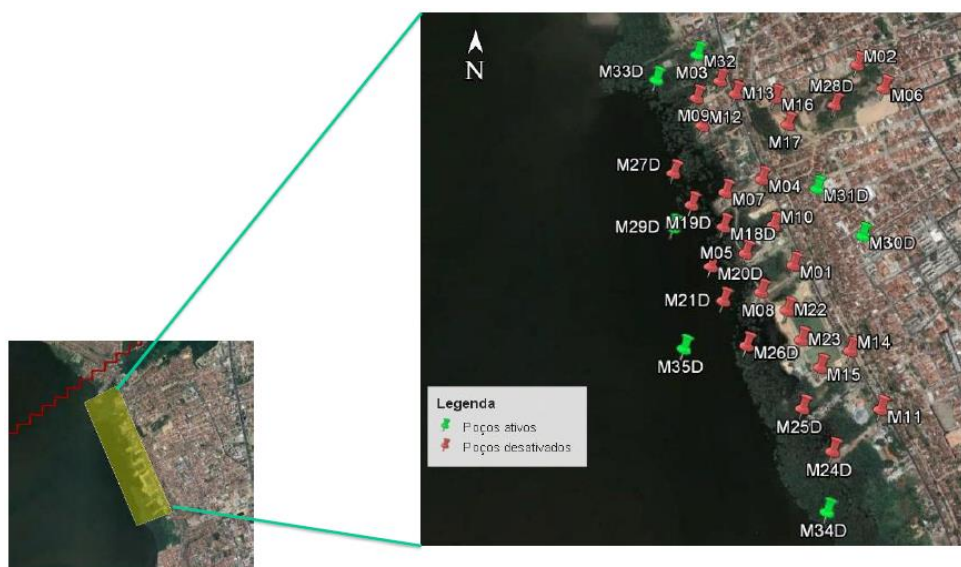 N
M32
M33D
M03
M02
M28D
M06
M13
M16
M09
M12
M17
M27D
M04
M31D
M07
M19D
M10
M29D
M18D
M30D
M05
M01
M20D
M21D
M08
M22
M23
M14
M26D
M35D
M15
Legenda
Poços ativos
Poços desativados
M25D
M11
M24D
M34D